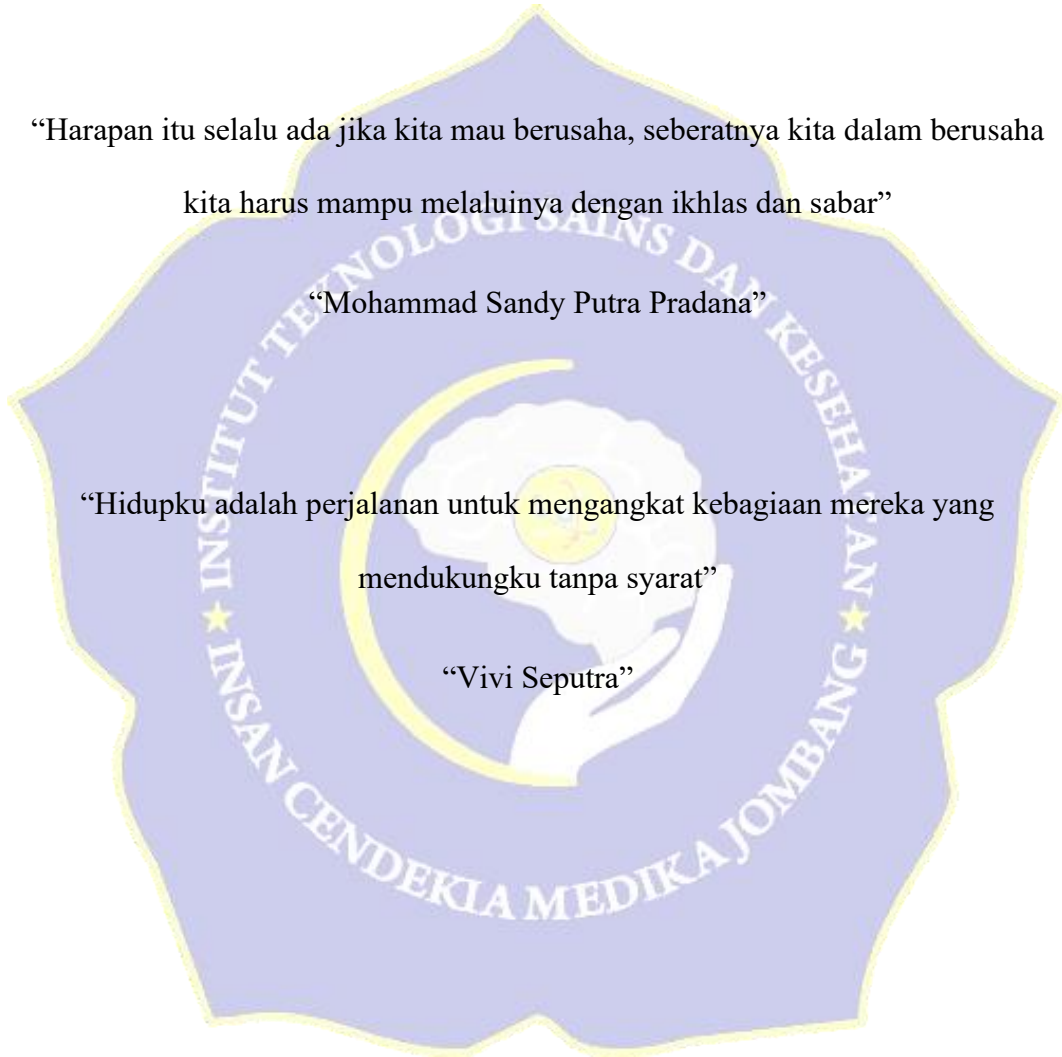 “Harapan itu selalu ada jika kita mau berusaha, seberatnya kita dalam berusaha
kita harus mampu melaluinya dengan ikhlas dan sabar”
“Mohammad Sandy Putra Pradana”
“Hidupku adalah perjalanan untuk mengangkat kebagiaan mereka yang
mendukungku tanpa syarat”
“Vivi Seputra”
INSTITUT TEKNOLOGI SAINS DAN KESEHATAN
INSAN CENDEKIA MEDIKA JOMBANG